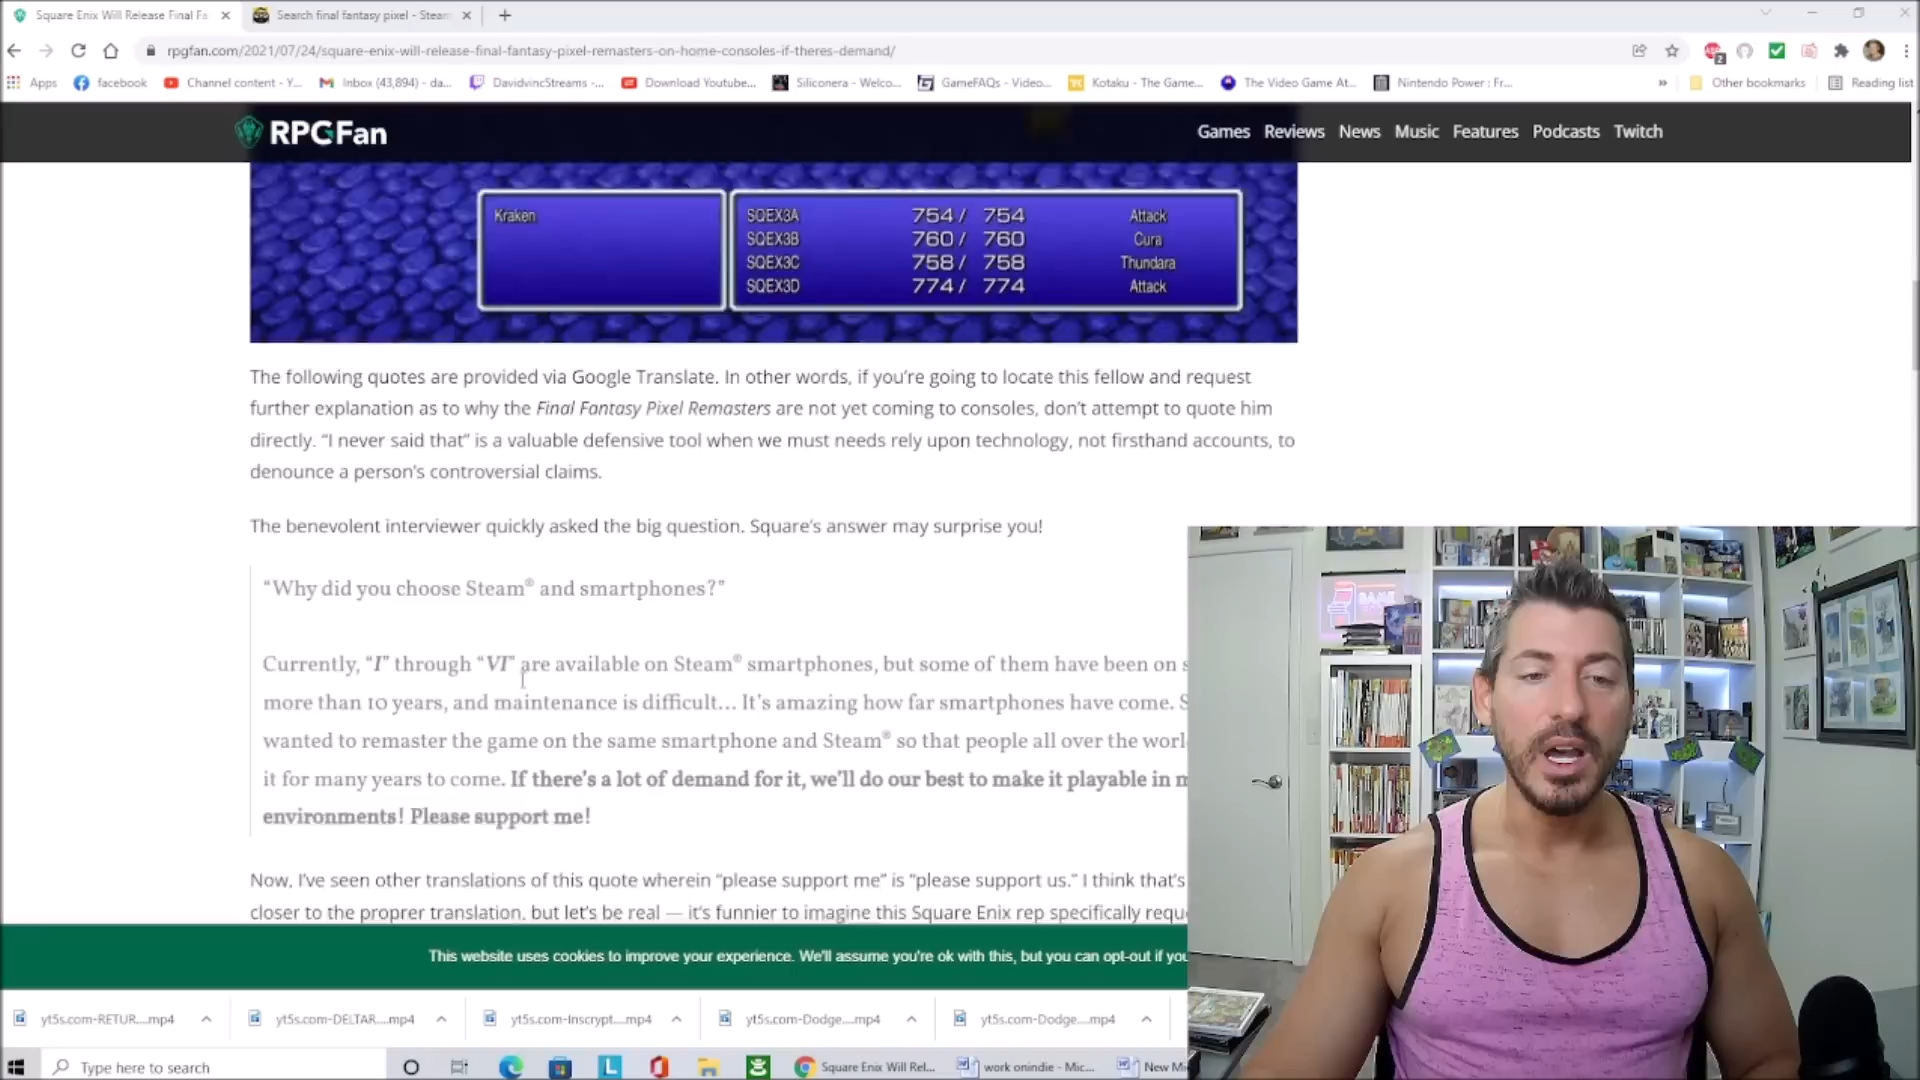 Square Enix Will Release Final Fa
Search final fantasy pixel - Steam
rpgfan.com/2021/07/24/square-enix-will-release-final-fantasy-pixel-remasters-on-home-consoles-if-theres-demand/
Apps facebook Channel content - Y... Inbox (43,894) - da... DavidvincStreams -... Download Youtube... Siliconera - Welco... GameFAQs - Video... Kotaku - The Game... The Video Game At... Nintendo Power : Fr... » Other bookmarks Reading list
RPGFan
Games Reviews News Music Features Podcasts Twitch
Kraken
SQEX3A 754 / 754 Attack
SQEX3B 760 / 760 Cura
SQEX3C 758 / 758 Thundara
SQEX3D 774 / 774 Attack
The following quotes are provided via Google Translate. In other words, if you’re going to locate this fellow and request
further explanation as to why the Final Fantasy Pixel Remasters are not yet coming to consoles, don’t attempt to quote him
directly. “I never said that” is a valuable defensive tool when we must needs rely upon technology, not firsthand accounts, to
denounce a person’s controversial claims.
The benevolent interviewer quickly asked the big question. Square’s answer may surprise you!
“Why did you choose Steam® and smartphones?”
Currently, “I” through “VI” are available on Steam® smartphones, but some of them have been on s
more than 10 years, and maintenance is difficult… It’s amazing how far smartphones have come. S
wanted to remaster the game on the same smartphone and Steam® so that people all over the worl
it for many years to come. If there’s a lot of demand for it, we’ll do our best to make it playable in m
environments! Please support me!
Now, I’ve seen other translations of this quote wherein “please support me” is “please support us.” I think that’s
closer to the proprer translation, but let’s be real — it’s funnier to imagine this Square Enix rep specifically requ
This website uses cookies to improve your experience. We'll assume you're ok with this, but you can opt-out if you
yt5s.com-RETUR....mp4 yt5s.com-DELTAR....mp4 yt5s.com-Inscrypt....mp4 yt5s.com-Dodge....mp4 yt5s.com-Dodge....mp4
Type here to search
Square Enix Will Rel... work onindie - Mic... New Mi